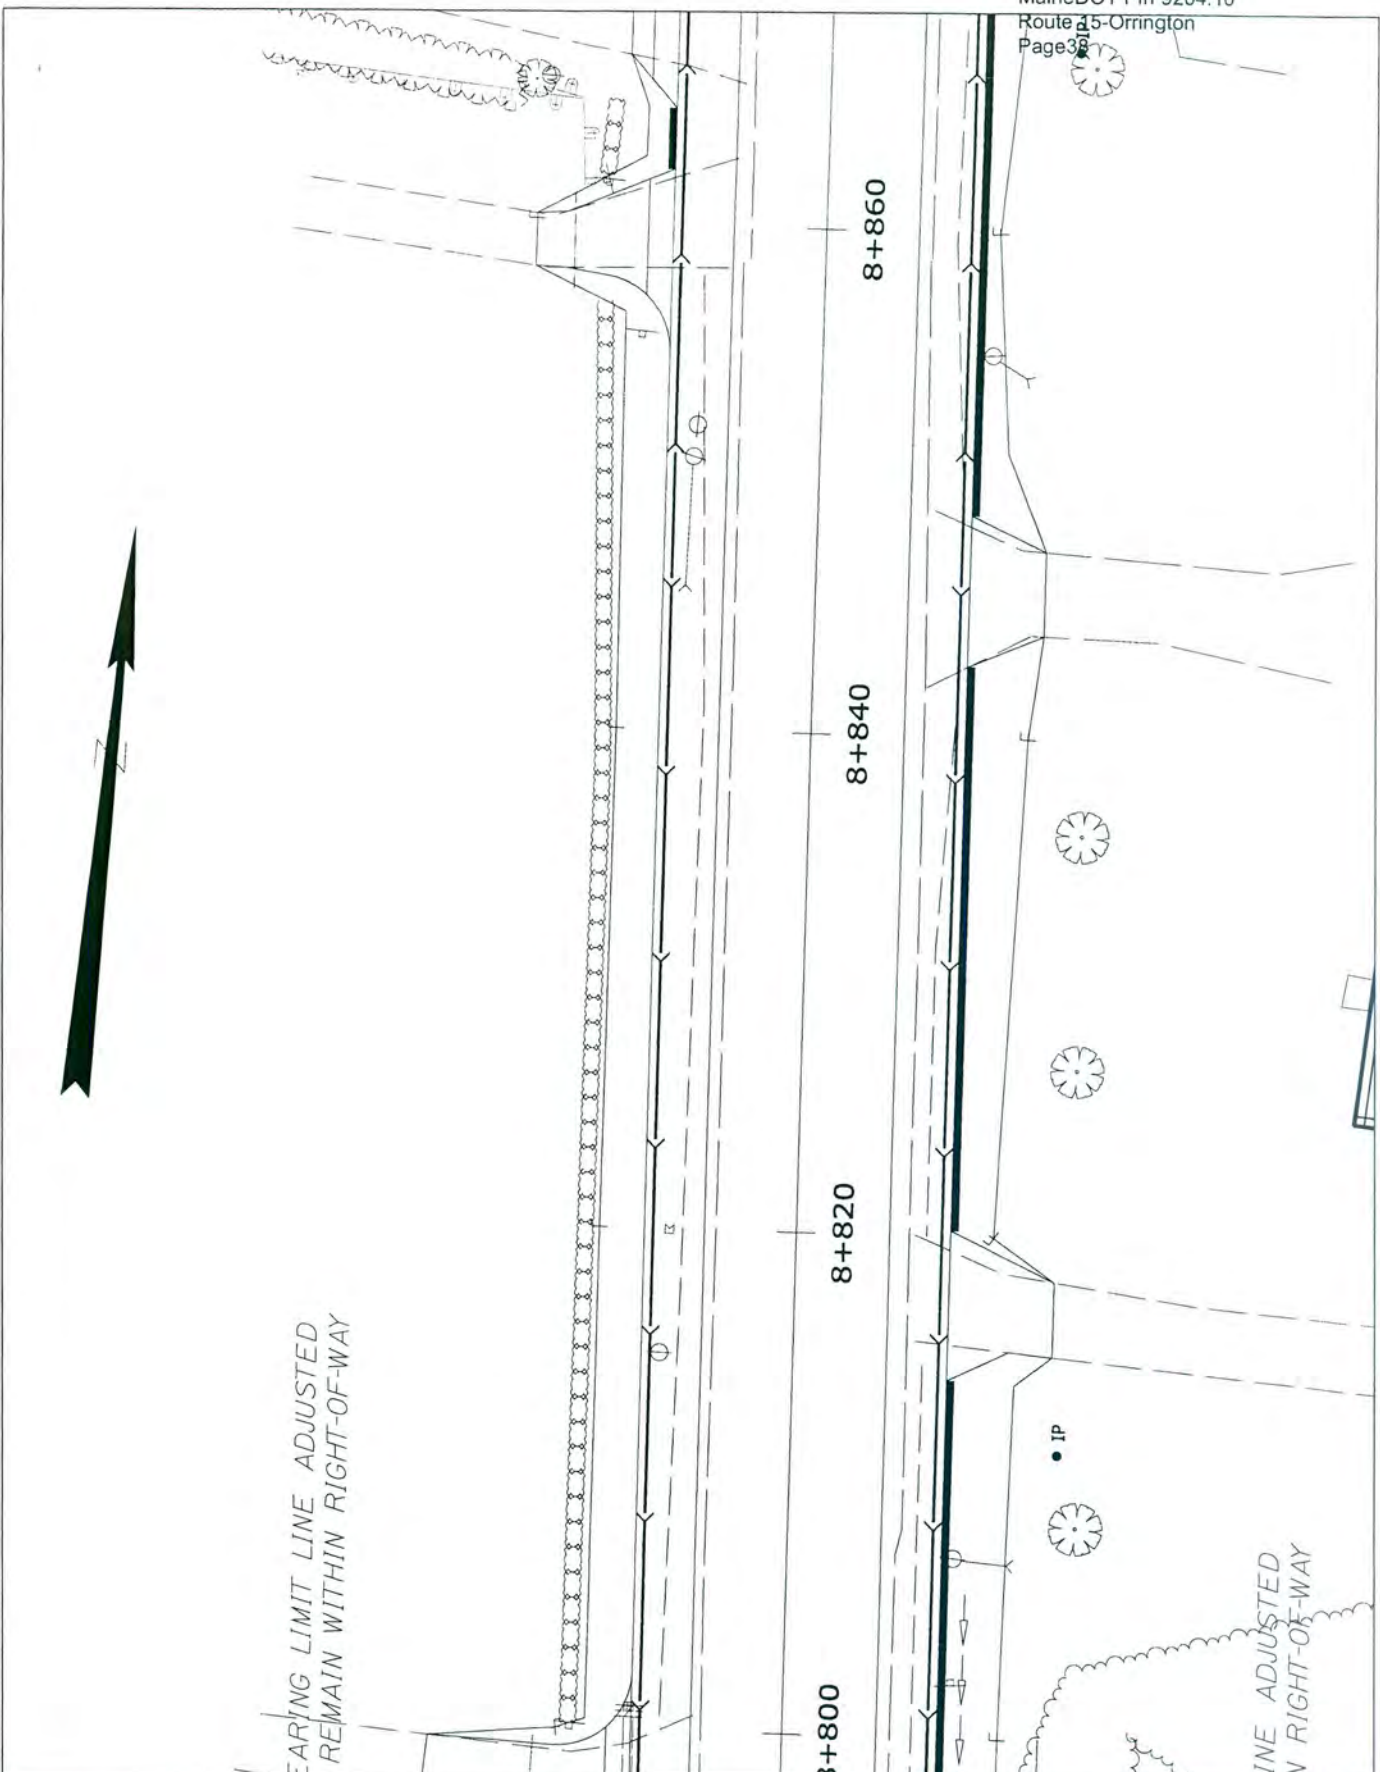 Route 15-Orrington
Page38
IP
8+860
8+840
8+820
8+800
N
IP
EARING LIMIT LINE ADJUSTED
REMAIN WITHIN RIGHT-OF-WAY
INE ADJUSTED
N RIGHT-OF-WAY